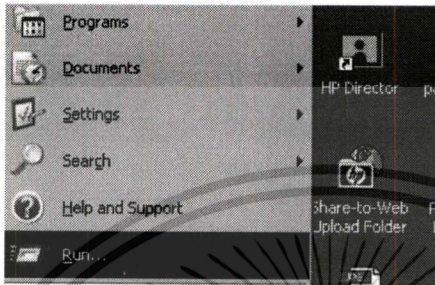 Programs
Documents
Settings
Search
Help and Support
Run...
HP Director
Share-to-Web
Upload Folder